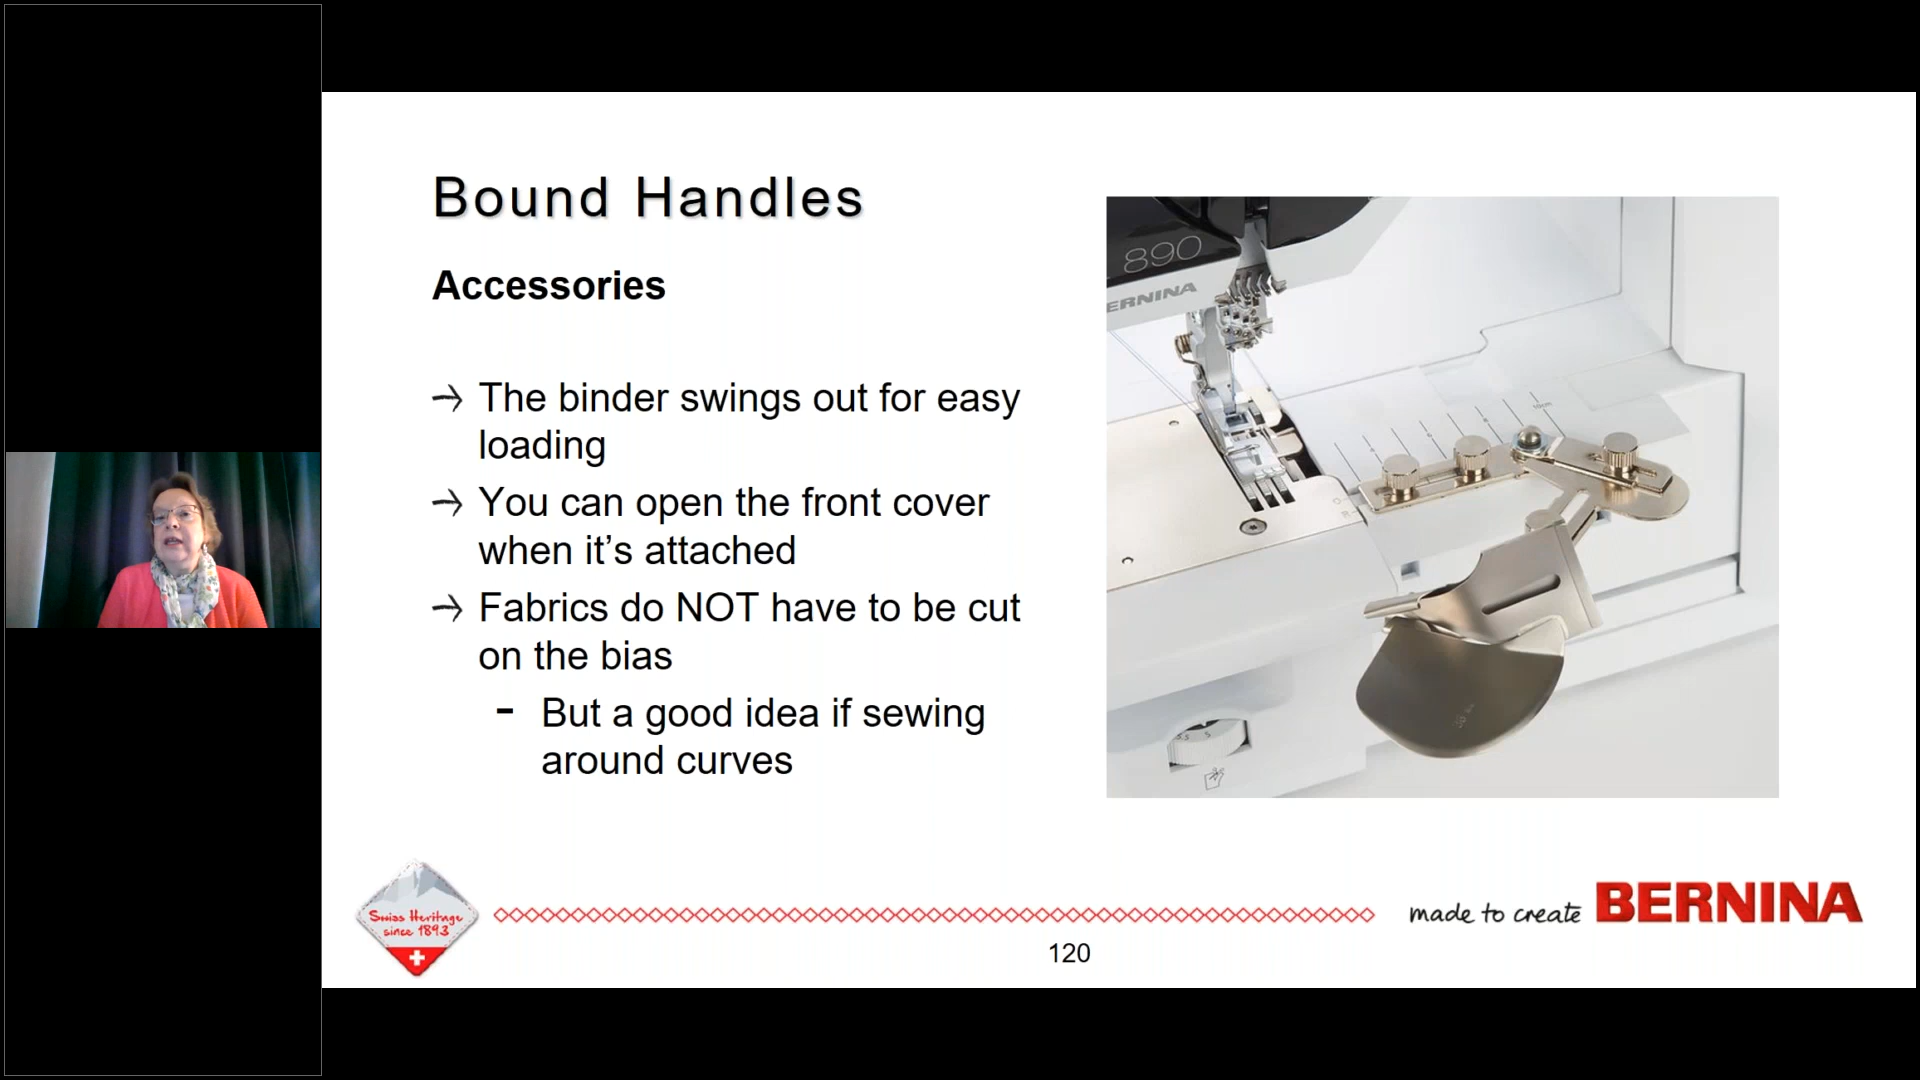 Bound Handles
Accessories
The binder swings out for easy
loading
You can open the front cover
when it’s attached
Fabrics do NOT have to be cut
on the bias
- But a good idea if sewing
around curves
890
ERNINA
10cm
Swiss Heritage
since 1893
made to create BERNINA
120